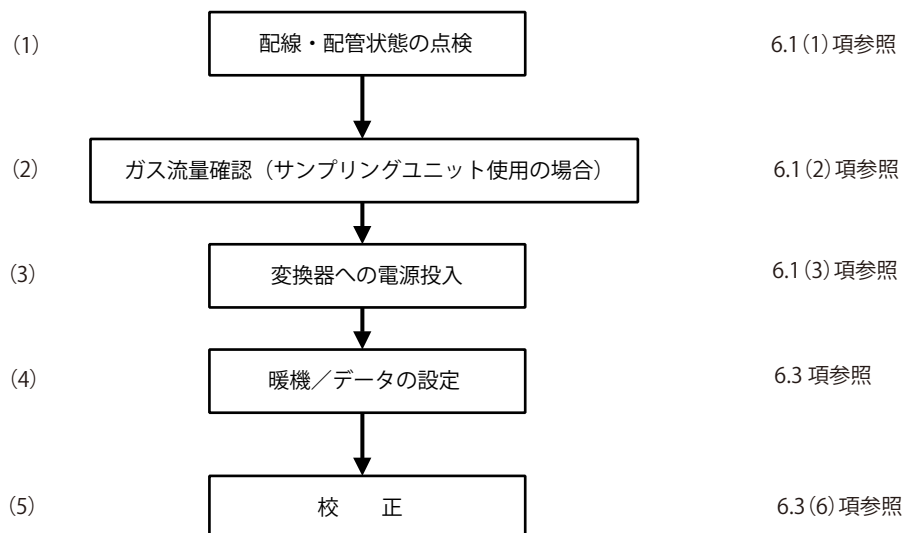 (1) 配線・配管状態の点検 6.1(1)項参照
(2) ガス流量確認(サンプリングユニット使用の場合) 6.1(2)項参照
(3) 変換器への電源投入 6.1(3)項参照
(4) 暖機／データの設定 6.3 項参照
(5) 校　　正 6.3(6)項参照